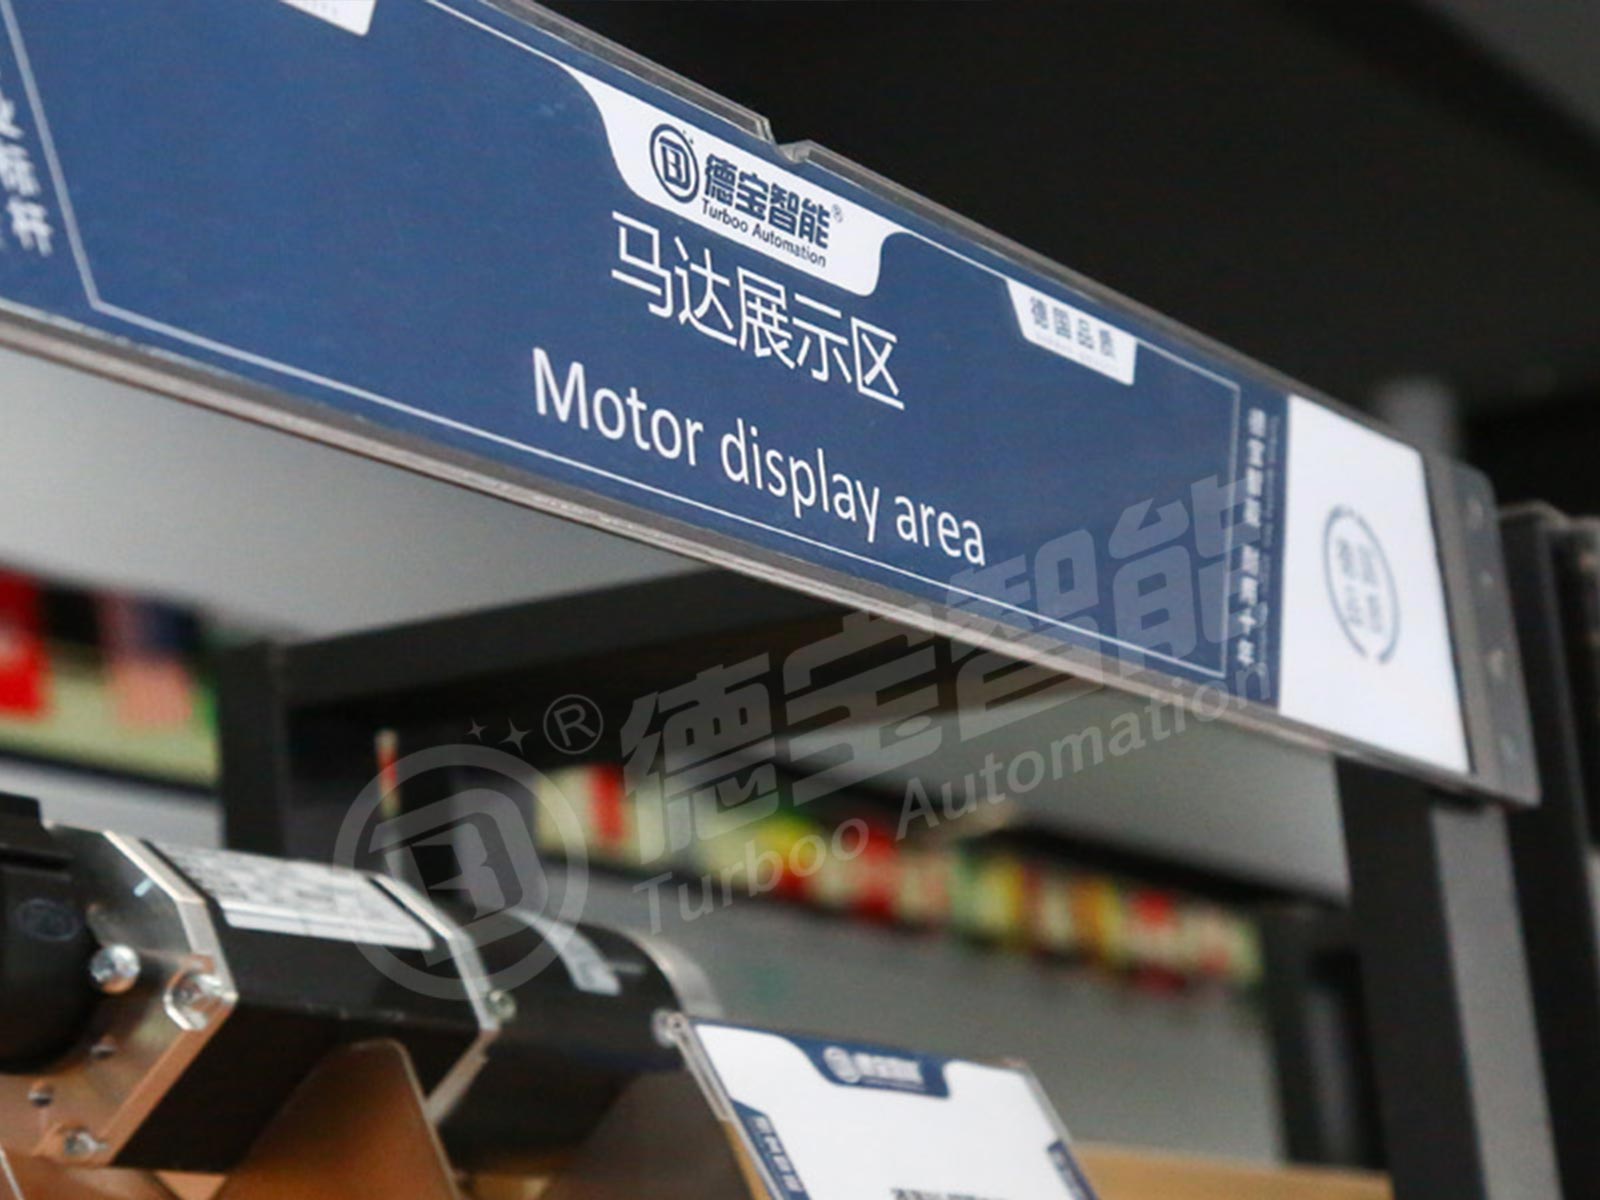 德宝智能®
Turboo Automation
马达展示区
Motor display area
德国品质
® 德宝智能
Turboo Automation